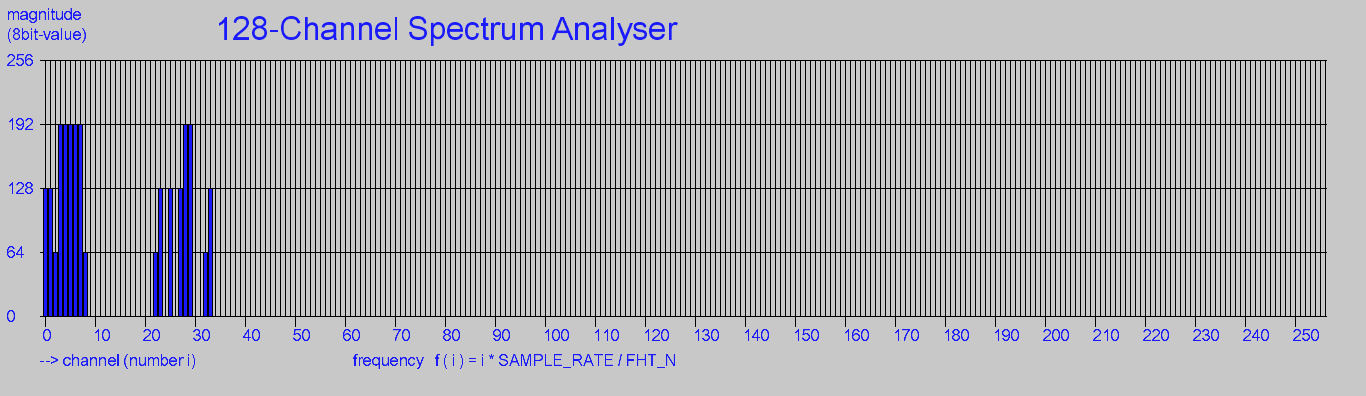 magnitude
(8bit-value)
128-Channel Spectrum Analyser
256
192
128
64
0
0 10 20 30 40 50 60 70 80 90 100 110 120 130 140 150 160 170 180 190 200 210 220 230 240 250
--> channel (number i)
frequency f ( i ) = i * SAMPLE_RATE / FHT_N